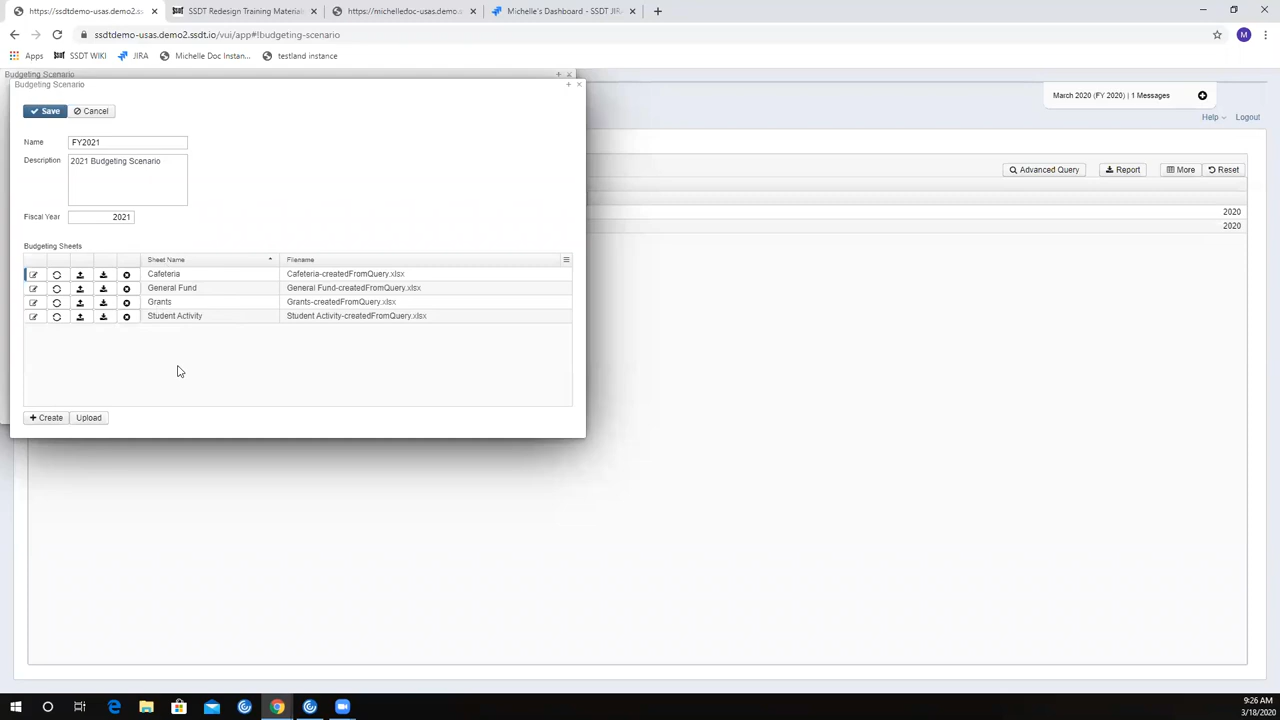 https://ssdtdemo-usas.demo2.ss
SSDT Redesign Training Materials
https://michelledoc-usas.demo.s
Michelle's Dashboard - SSDT JIRA
ssdtdemo-usas.demo2.ssdt.io/vui/app#!budgeting-scenario
M
Apps
SSDT WIKI
JIRA
Michelle Doc Instan...
testland instance
Budgeting Scenario
Budgeting Scenario
March 2020 (FY 2020) | 1 Messages
Help
Logout
Save
Cancel
Name
FY2021
Description
2021 Budgeting Scenario
Fiscal Year
2021
Advanced Query
Report
More
Reset
2020
2020
Budgeting Sheets
Sheet Name
Filename
Cafeteria
Cafeteria-createdFromQuery.xlsx
General Fund
General Fund-createdFromQuery.xlsx
Grants
Grants-createdFromQuery.xlsx
Student Activity
Student Activity-createdFromQuery.xlsx
Create
Upload
9:26 AM
3/18/2020